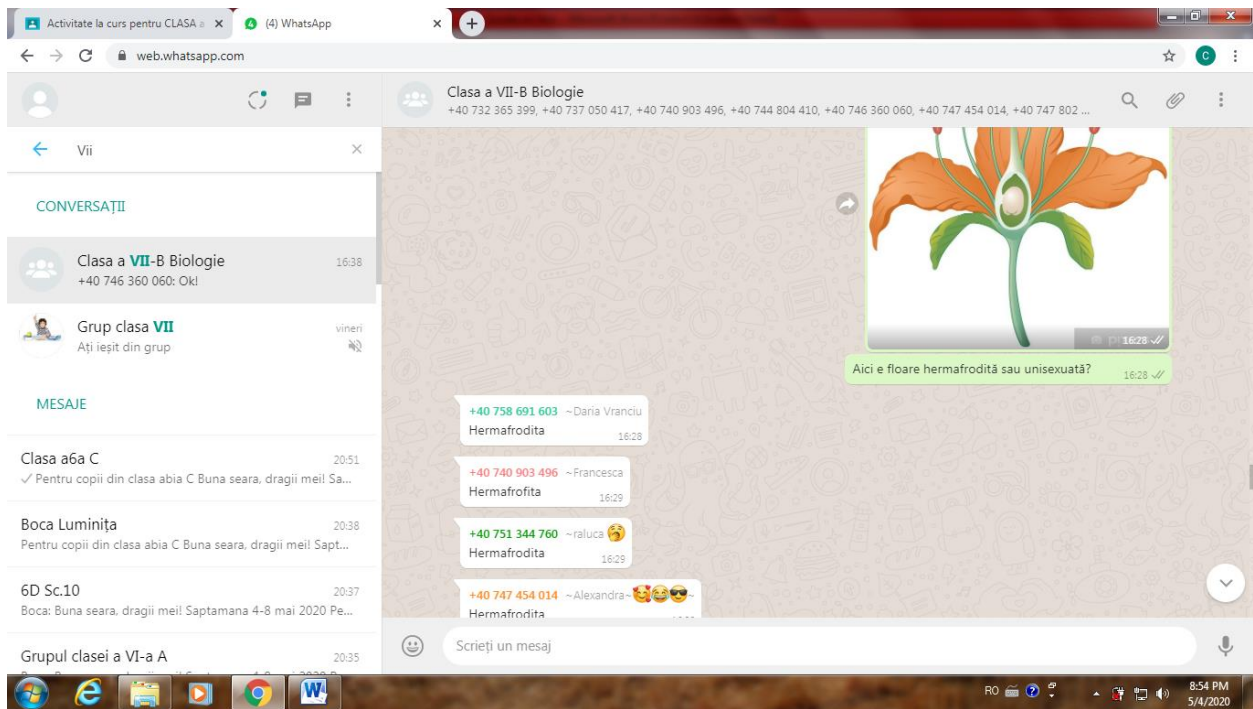 Activitate la curs pentru CLASA a
(4) WhatsApp
web.whatsapp.com
C
Vii
CONVERSAȚII
Clasa a VII-B Biologie
16:38
+40 746 360 060: Ok!
Grup clasa VII
vineri
Ați ieșit din grup
MESAJE
Clasa a6a C
20:51
Pentru copii din clasa abia C Buna seara, dragii mei! Sa...
Boca Luminița
20:38
Pentru copii din clasa abia C Buna seara, dragii mei! Sapt...
6D Sc.10
20:37
Boca: Buna seara, dragii mei! Saptamana 4-8 mai 2020 Pe...
Grupul clasei a VI-a A
20:35
Clasa a VII-B Biologie
+40 732 365 399, +40 737 050 417, +40 740 903 496, +40 744 804 410, +40 746 360 060, +40 747 454 014, +40 747 802 ...
16:28
Aici e floare hermafrodită sau unisexuată?
16:28
+40 758 691 603 ~Daria Vranciu
Hermafrodita
16:28
+40 740 903 496 ~Francesca
Hermafrofita
16:29
+40 751 344 760 ~raluca 🥱
Hermafrodita
16:29
+40 747 454 014 ~Alexandra~🥰😂😎~
Hermafrodita
Scrieți un mesaj
RO
8:54 PM
5/4/2020